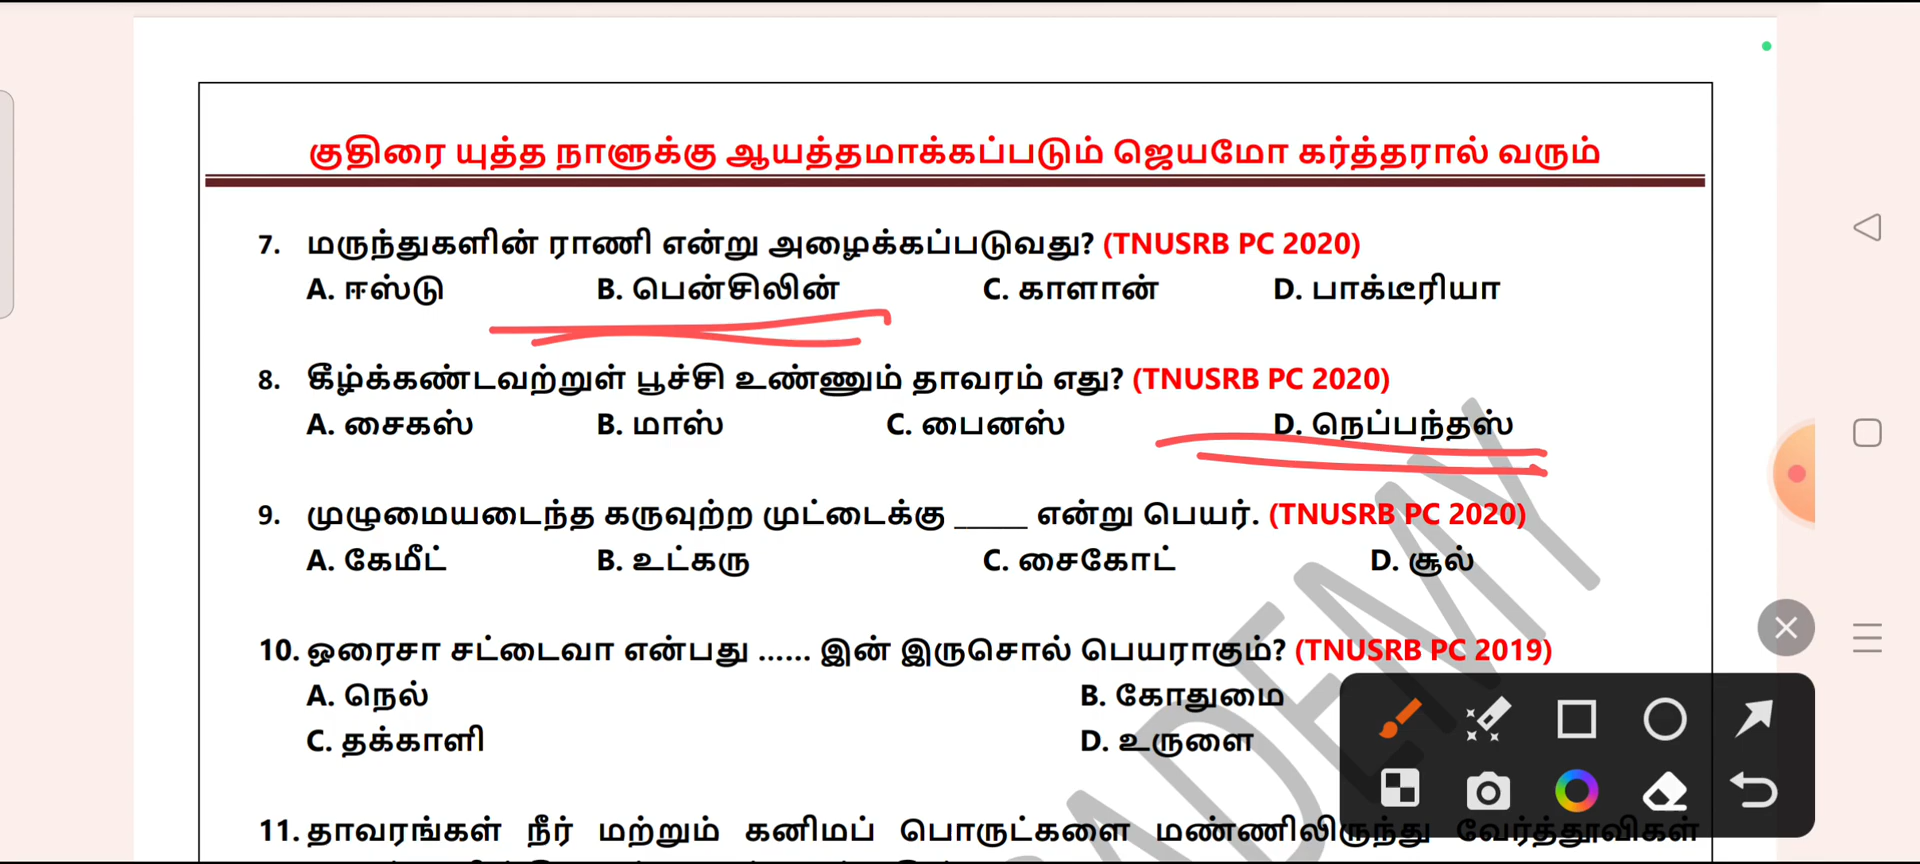 குதிரை யுத்த நாளுக்கு ஆயத்தமாக்கப்படும் ஜெயமோ கர்த்தரால் வரும்
7. மருந்துகளின் ராணி என்று அழைக்கப்படுவது? (TNUSRB PC 2020)
A. ஈஸ்டு B. பென்சிலின் C. காளான் D. பாக்டீரியா
8. கீழ்க்கண்டவற்றுள் பூச்சி உண்ணும் தாவரம் எது? (TNUSRB PC 2020)
A. சைகஸ் B. மாஸ் C. பைனஸ் D. நெப்பந்தஸ்
9. முழுமையடைந்த கருவுற்ற முட்டைக்கு ______ என்று பெயர். (TNUSRB PC 2020)
A. கேமீட் B. உட்கரு C. சைகோட் D. சூல்
10. ஒரைசா சட்டைவா என்பது ...... இன் இருசொல் பெயராகும்? (TNUSRB PC 2019)
A. நெல் B. கோதுமை
C. தக்காளி D. உருளை
11. தாவரங்கள் நீர் மற்றும் கனிமப் பொருட்களை மண்ணிலிருந்து வேர்த்தூவிகள்
ADEMY